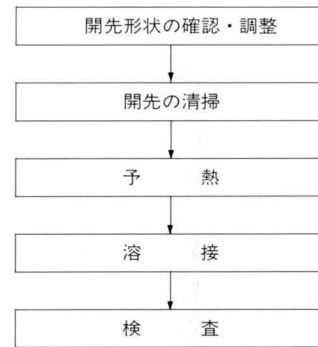 開先形状の確認・調整
開先の清掃
予熱
溶接
検査